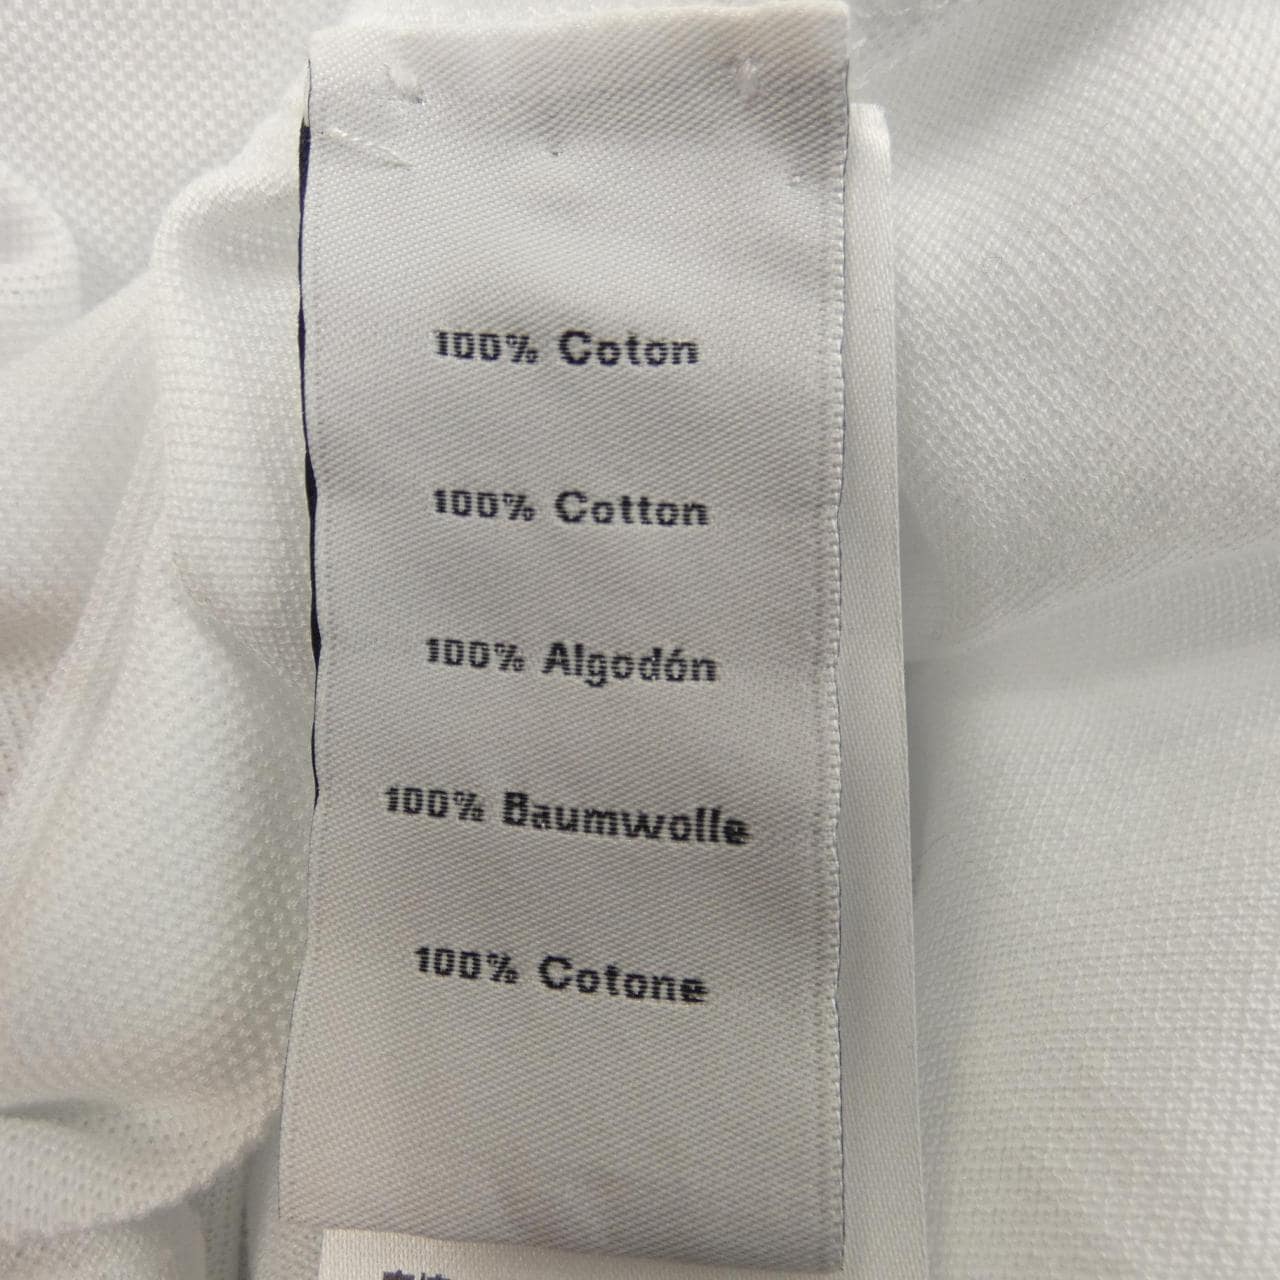 100% Coton
100% Cotton
100% Algodón
100% Baumwolle
100% Cotone